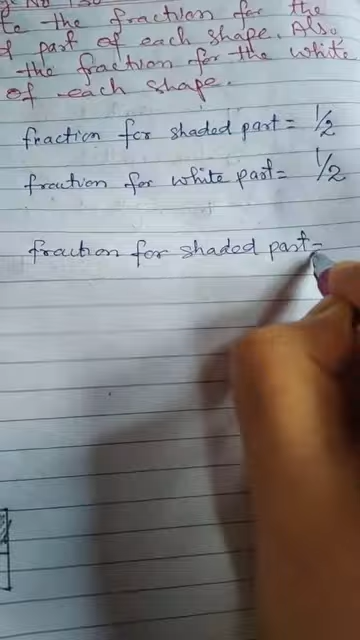 No
the fraction for the
part of each shape. Also
the fraction for the white
of each shape.
fraction for shaded part = 1/2
fraction for white part = 1/2
fraction for shaded part =